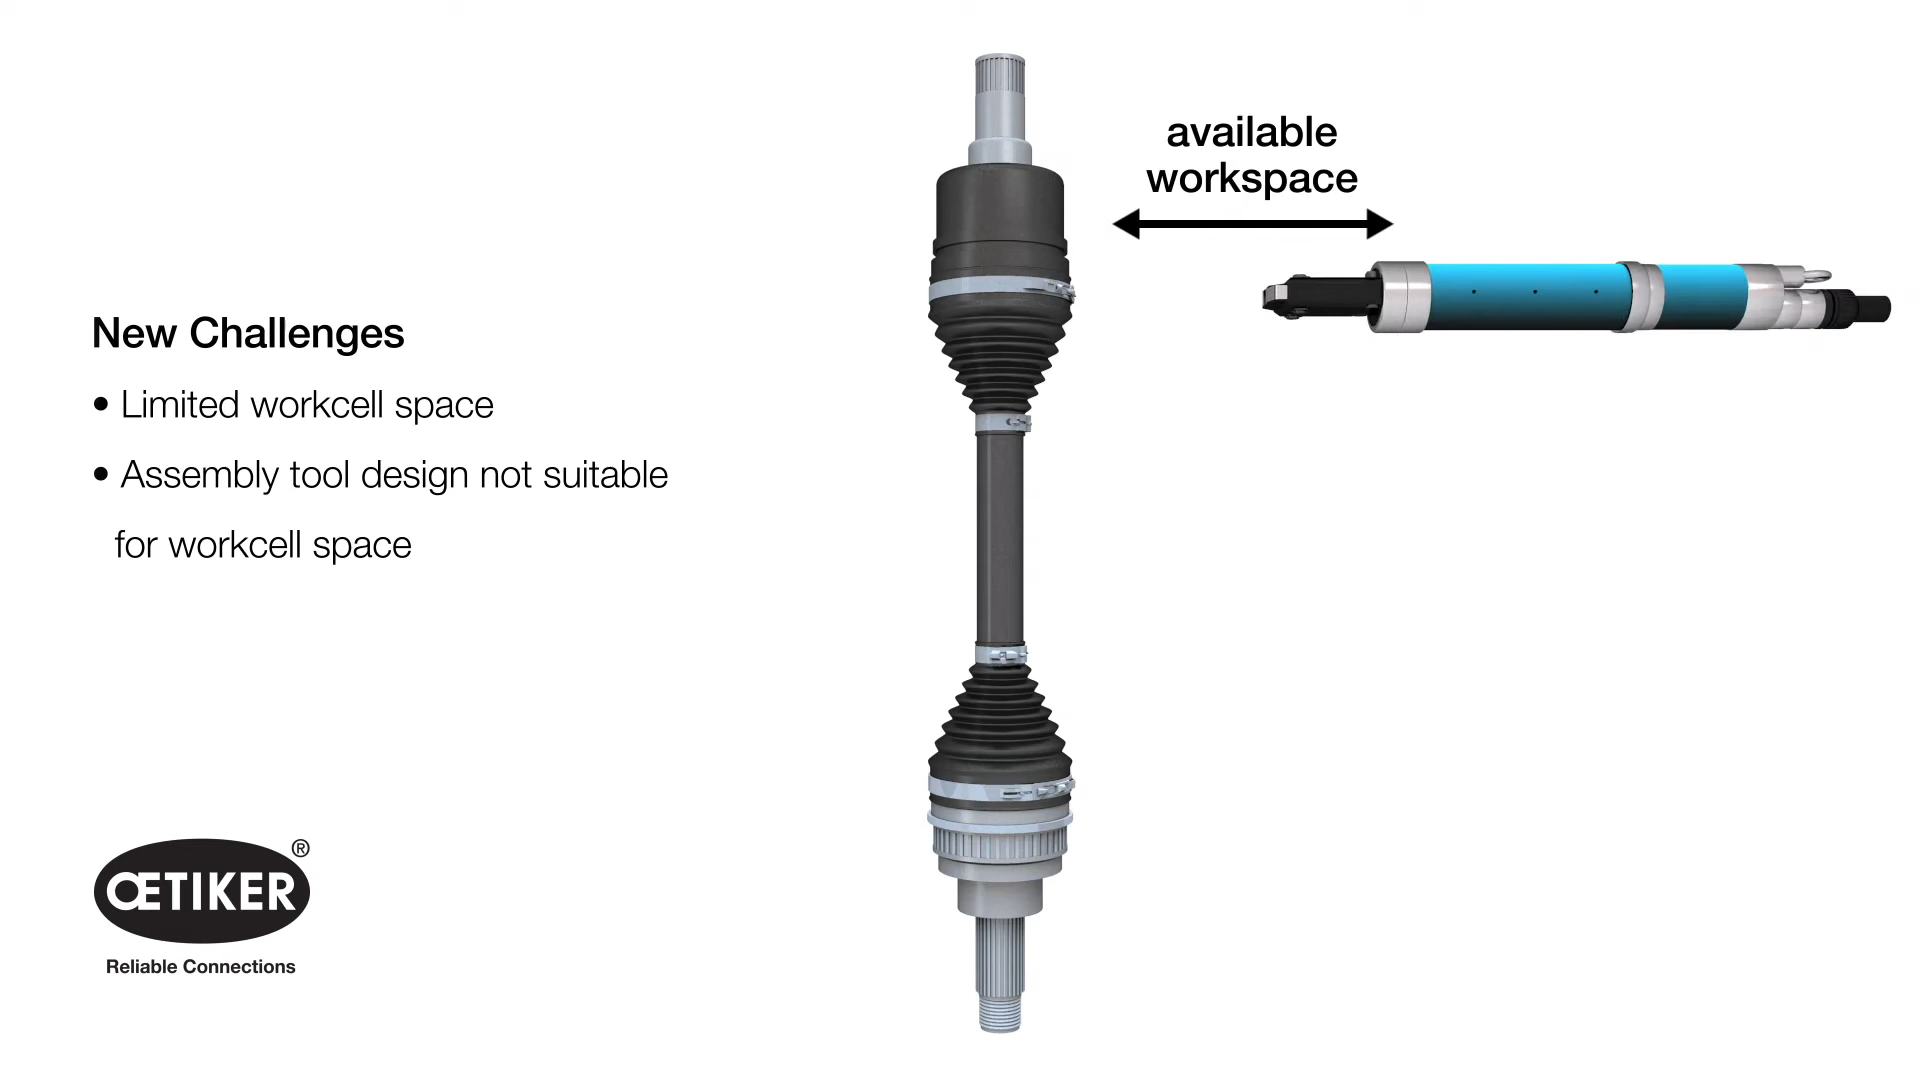 available
workspace
New Challenges
• Limited workcell space
• Assembly tool design not suitable
for workcell space
ŒTIKER®
Reliable Connections